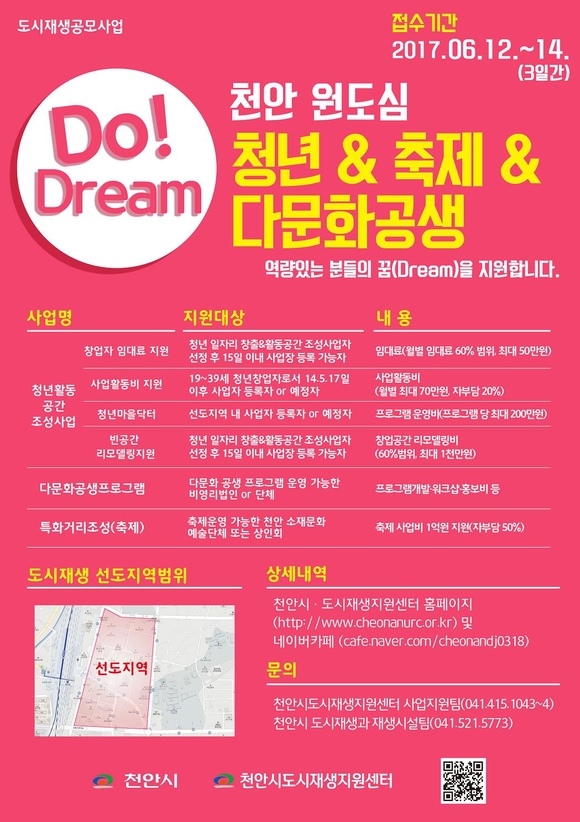 도시재생공모사업
접수기간
2017.06.12.~14.
(3일간)
Do!
Dream
천안 원도심
청년 & 축제 &
다문화공생
역량있는 분들의 꿈(Dream)을 지원합니다.
사업명 지원대상 내 용
청년활동
공간
조성사업
창업자 임대료 지원
청년 일자리 창출&활동공간 조성사업자
선정 후 15일 이내 사업장 등록 가능자
임대료(월별 임대료 60% 범위, 최대 50만원)
사업활동비 지원
19~39세 청년창업자로서 14.5.17일
이후 사업자 등록자 or 예정자
사업활동비
(월별 최대 70만원, 자부담 20%)
청년마을닥터
선도지역 내 사업자 등록자 or 예정자
프로그램 운영비(프로그램 당 최대 200만원)
빈공간
리모델링지원
청년 일자리 창출&활동공간 조성사업자
선정 후 15일 이내 사업장 등록 가능자
창업공간 리모델링비
(60%범위, 최대 1천만원)
다문화공생프로그램
다문화 공생 프로그램 운영 가능한
비영리법인 or 단체
프로그램개발·워크샵·홍보비 등
특화거리조성(축제)
축제운영 가능한 천안 소재문화
예술단체 또는 상인회
축제 사업비 1억원 지원(자부담 50%)
도시재생 선도지역범위
선도지역
상세내역
천안시 · 도시재생지원센터 홈페이지
(http://www.cheonanurc.or.kr) 및
네이버카페 (cafe.naver.com/cheonandj0318)
문의
천안시도시재생지원센터 사업지원팀(041.415.1043~4)
천안시 도시재생과 재생시설팀(041.521.5773)
천안시
천안시도시재생지원센터